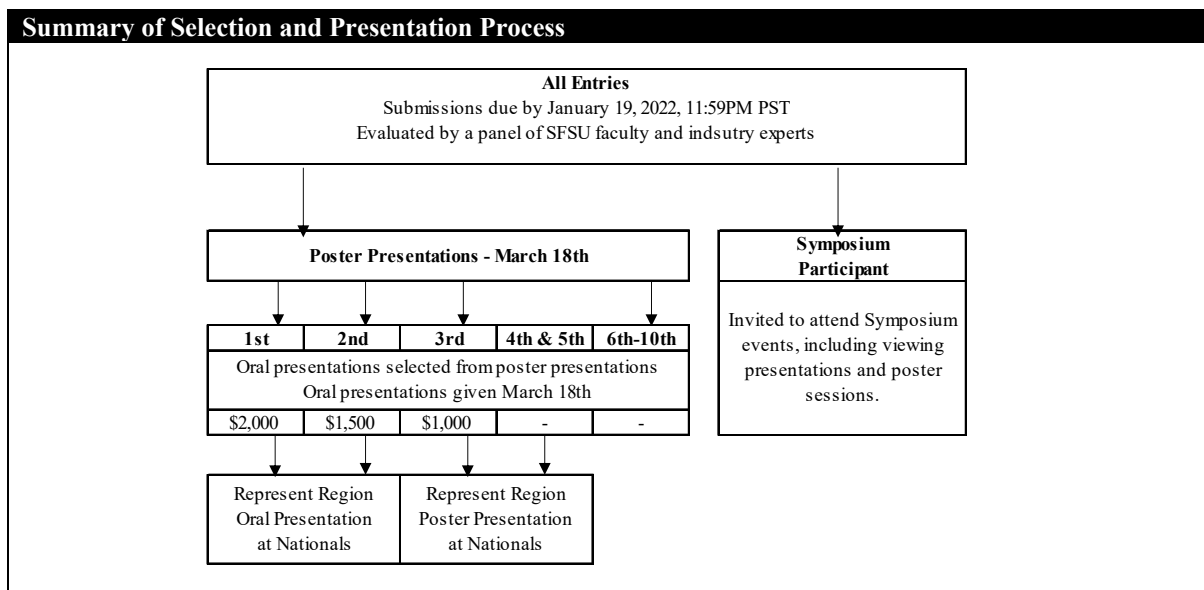 Summary of Selection and Presentation Process
All Entries
Submissions due by January 19, 2022, 11:59PM PST
Evaluated by a panel of SFSU faculty and indsutry experts
Poster Presentations - March 18th
Symposium
Participant
Invited to attend Symposium
events, including viewing
presentations and poster
sessions.
1st 2nd 3rd 4th & 5th 6th-10th
Oral presentations selected from poster presentations
Oral presentations given March 18th
$2,000 $1,500 $1,000 - -
Represent Region
Oral Presentation
at Nationals
Represent Region
Poster Presentation
at Nationals